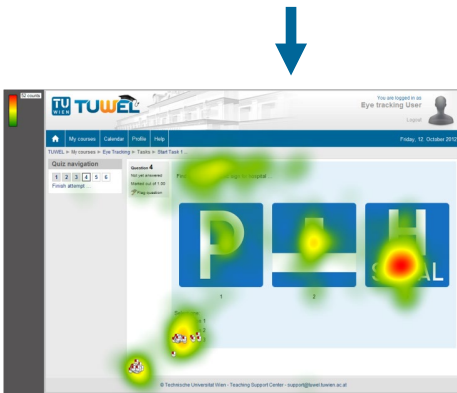 12 counts
You are logged in as
TU WIEN TUWEL
Eye tracking User
Logout
My courses Calendar Profile Help
Friday, 12. October 2012
TUWEL » My courses » Eye Tracking » Tasks » Start Task 1
Quiz navigation
1 2 3 4 5 6
Finish attempt ...
Question 4
Not yet answered
Marked out of 1.00
Flag question
P H
1 2
1
2
© Technische Universität Wien - Teaching Support Center - support@tuwel.tuwien.ac.at